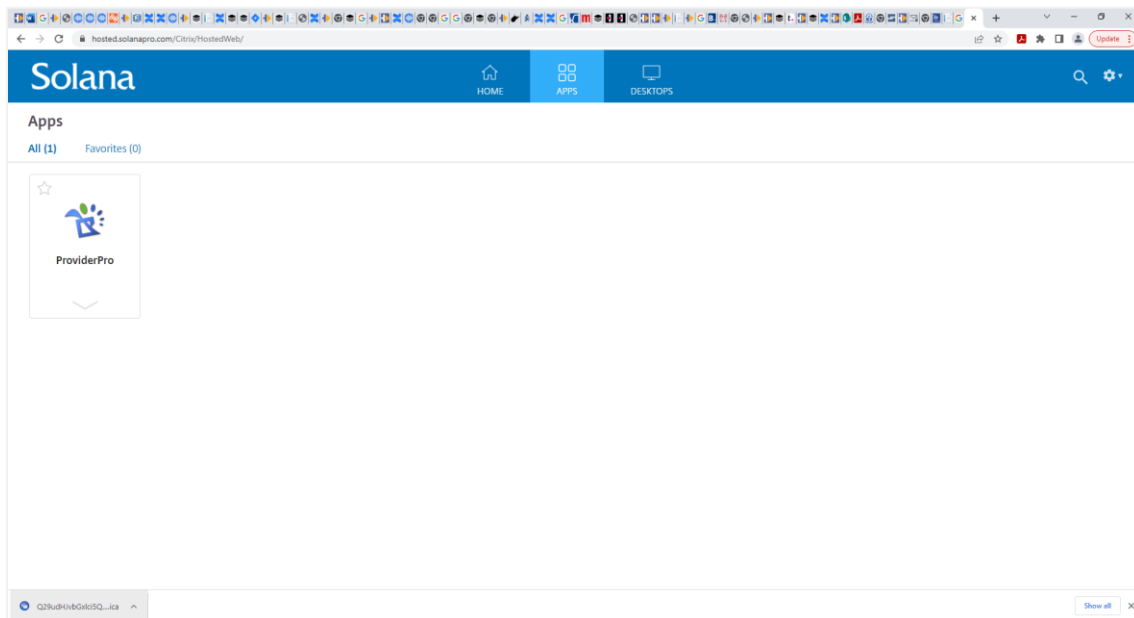 hosted.solanapro.com/Citrix/HostedWeb/
Update
Solana
HOME
APPS
DESKTOPS
Apps
All (1)
Favorites (0)
ProviderPro
Show all